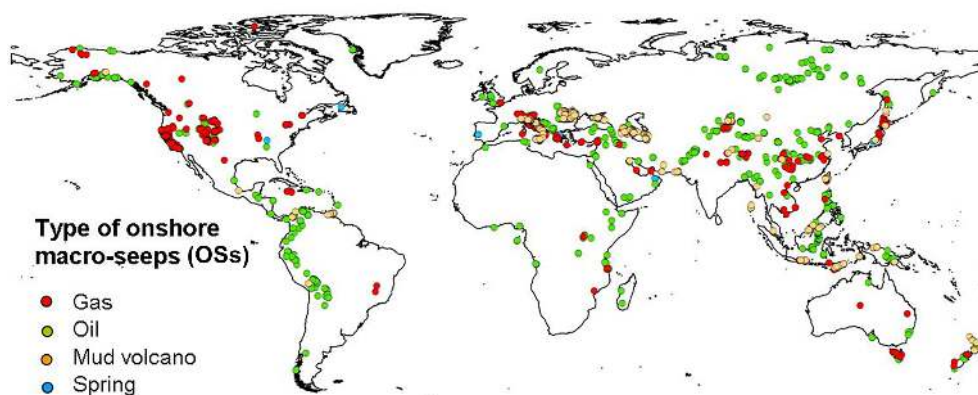 Type of onshore
macro-seeps (OSs)
Gas
Oil
Mud volcano
Spring